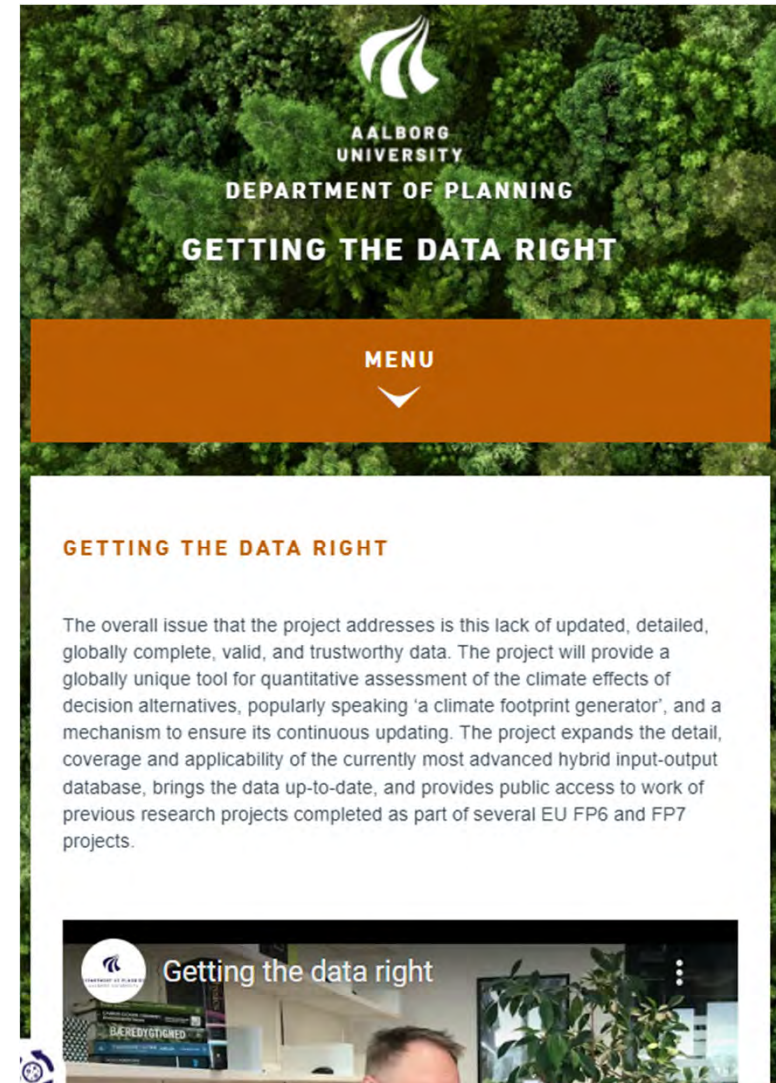 AALBORG
UNIVERSITY
DEPARTMENT OF PLANNING
GETTING THE DATA RIGHT
MENU
GETTING THE DATA RIGHT
The overall issue that the project addresses is this lack of updated, detailed,
globally complete, valid, and trustworthy data. The project will provide a
globally unique tool for quantitative assessment of the climate effects of
decision alternatives, popularly speaking ‘a climate footprint generator’, and a
mechanism to ensure its continuous updating. The project expands the detail,
coverage and applicability of the currently most advanced hybrid input-output
database, brings the data up-to-date, and provides public access to work of
previous research projects completed as part of several EU FP6 and FP7
projects.
Getting the data right
BÆREDYGTIGHED